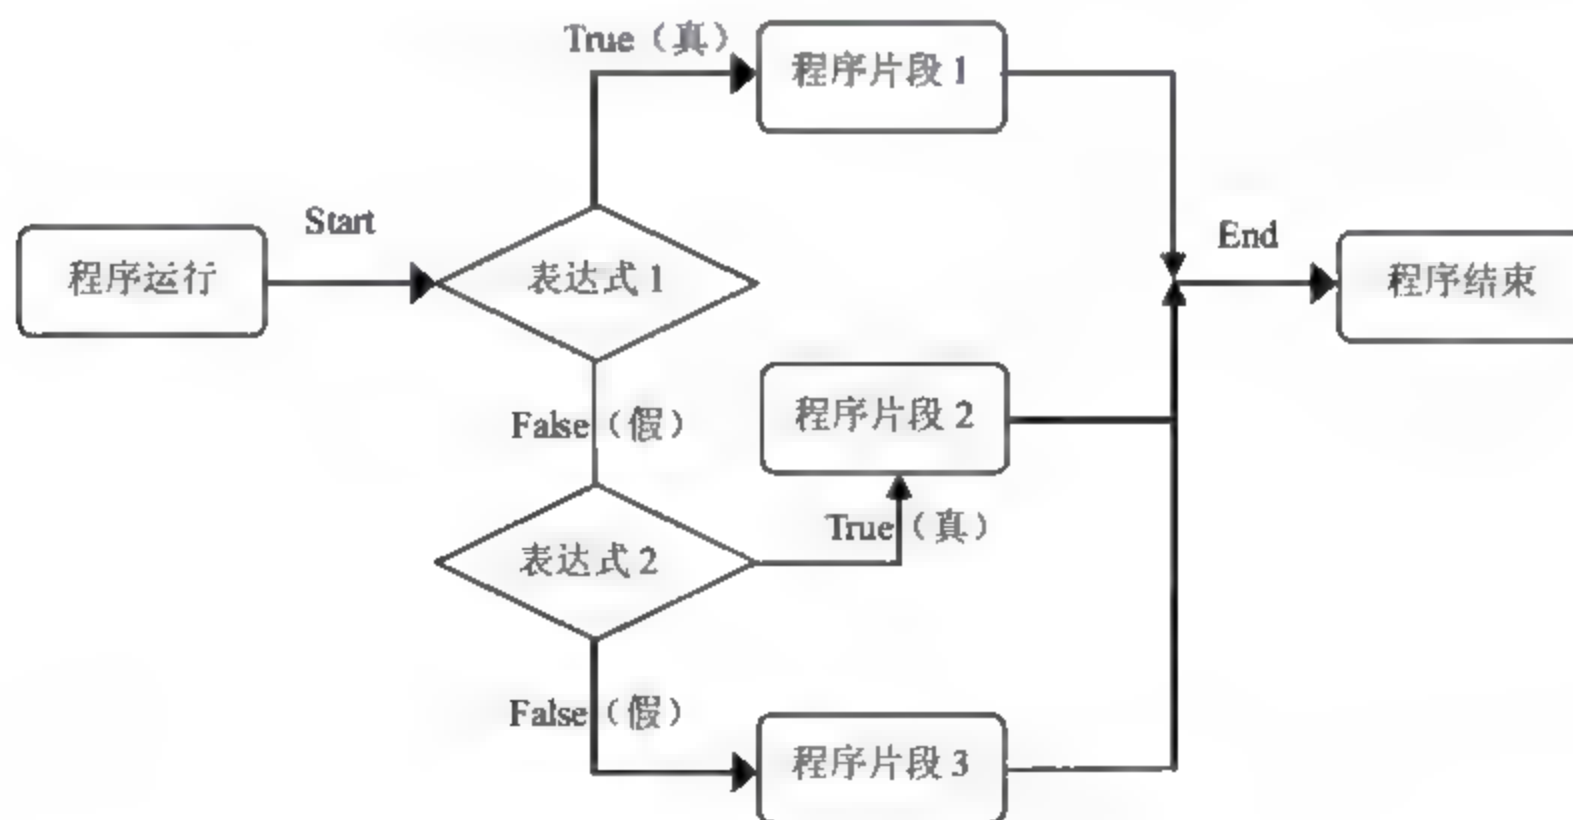 True（真）
程序片段 1
Start
程序运行
表达式 1
End
程序结束
False（假）
程序片段 2
True（真）
表达式 2
False（假）
程序片段 3